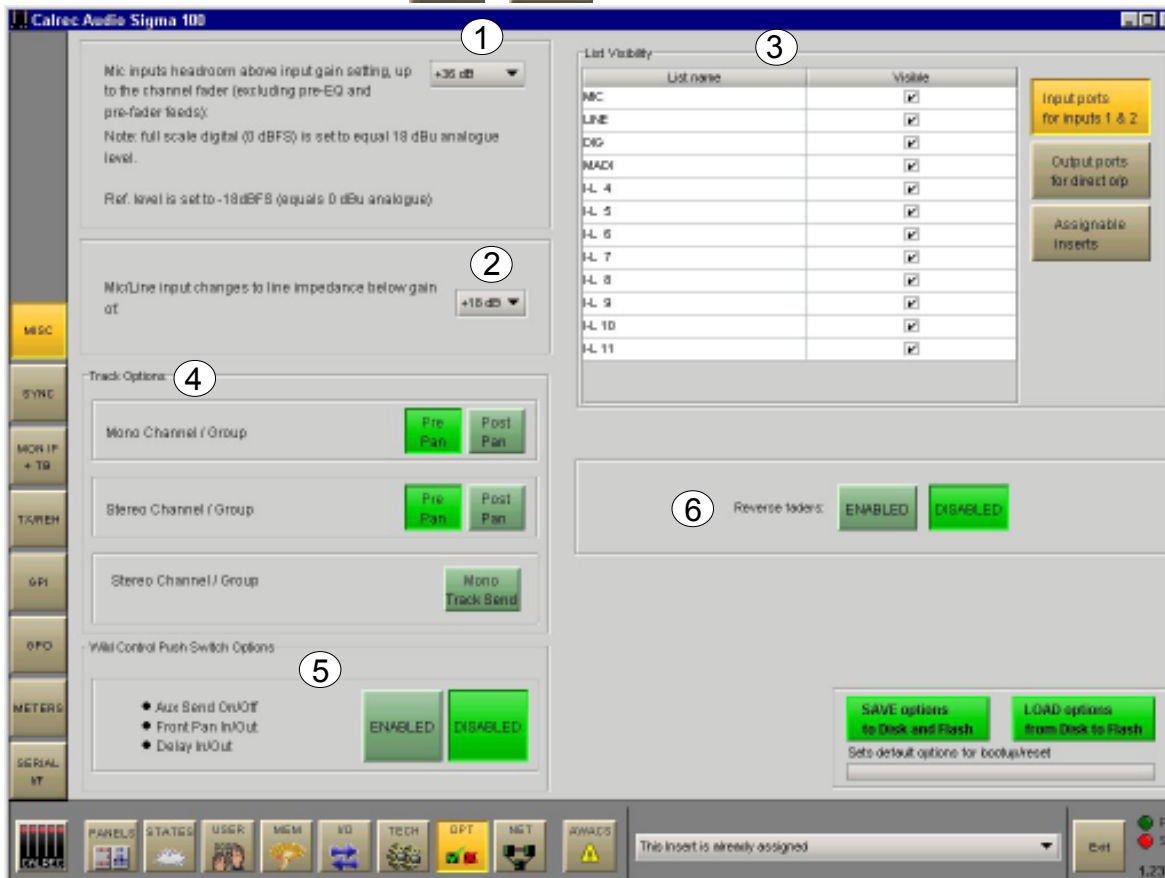 Calrec Audio Sigma 100
1
Mic inputs headroom above input gain setting, up
to the channel fader (excluding pre-EQ and
pre-fader feeds):
+36 dB
Note: full scale digital (0 dBFS) is set to equal 18 dBu analogue
level.
Ref. level is set to -18dBFS (equals 0 dBu analogue)
2
Mic/Line input changes to line impedance below gain
of:
+18 dB
Track Options
4
Mono Channel / Group
Pre
Pan
Post
Pan
Stereo Channel / Group
Pre
Pan
Post
Pan
Stereo Channel / Group
Mono
Track Send
Wild Control Push Switch Options
5
Aux Send On/Off
Front Pan In/Out
Delay In/Out
ENABLED
DISABLED
List Visibility
3
List name
Visible
MIC
LINE
DIG
MADI
I-L 4
I-L 5
I-L 6
I-L 7
I-L 8
I-L 9
I-L 10
I-L 11
Input ports
for inputs 1 & 2
Output ports
for direct o/p
Assignable
inserts
6
Reverse faders:
ENABLED
DISABLED
SAVE options
to Disk and Flash
LOAD options
from Disk to Flash
Sets default options for bootup/reset
MISC
SYNC
MON IP
+ TB
TX/REH
GPI
GPO
METERS
SERIAL
I/F
CALREC
PANELS
STATES
USER
MEM
I/O
TECH
OPT
NET
AWACS
This Insert is already assigned
Exit
P
S
1.23